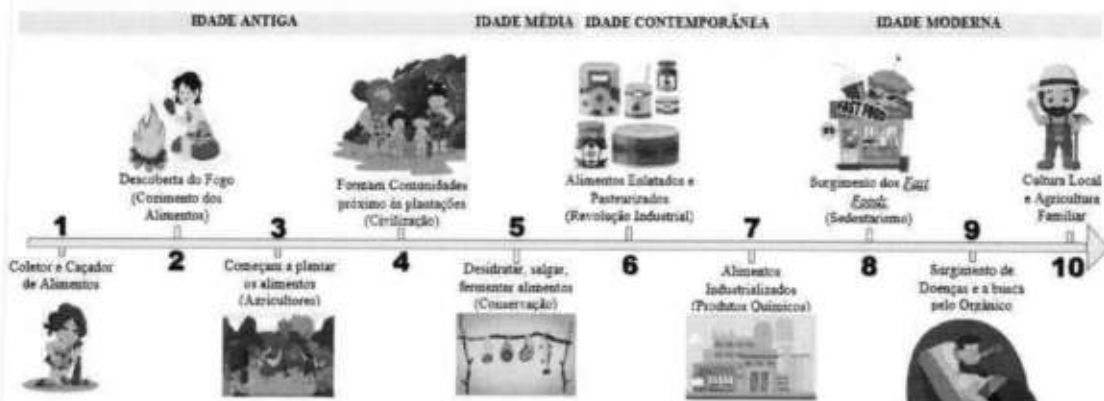 IDADE ANTIGA
IDADE MÉDIA
IDADE CONTEMPORÂNEA
IDADE MODERNA
FAST FOOD
Descoberta do Fogo
(Cozimento dos
Alimentos)
Formam Comunidades
próximo às plantações
(Civilização)
Alimentos Enlatados e
Pasteurizados
(Revolução Industrial)
Surgimento dos Fast
Foods
(Sedestarismo)
Cultura Local
e Agricultura
Familiar
1
3
5
7
9
2
4
6
8
10
Coletor e Caçador
de Alimentos
Começam a plantar
os alimentos
(Agricultores)
Desidratar, salgar,
fermentar alimentos
(Conservação)
Alimentos
Industrializados
(Produtos Químicos)
Surgimento de
Doenças e a busca
pelo Orgânico